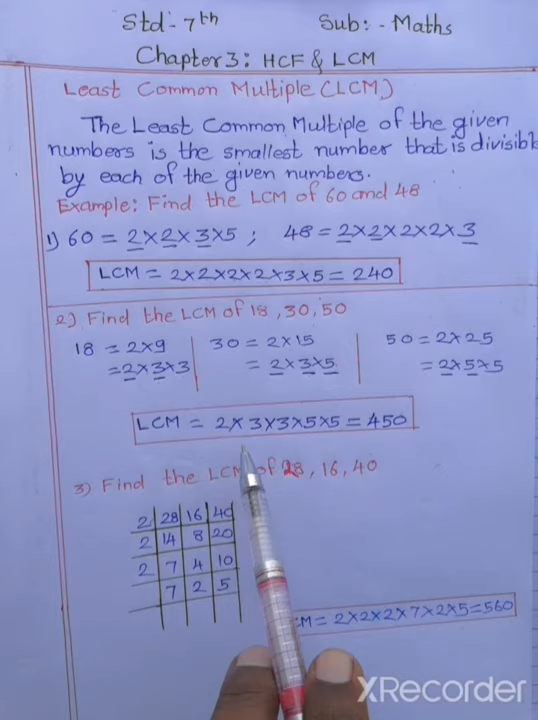 Std:- 7th Sub:- Maths
Chapter 3: HCF & LCM
Least Common Multiple (LCM)
The Least Common Multiple of the given
numbers is the smallest number that is divisibl
by each of the given numbers.
Example: Find the LCM of 60 and 48
1) 60 = 2×2×3×5 ; 48 = 2×2×2×2×3
LCM = 2×2×2×2×3×5 = 240
2) Find the LCM of 18, 30, 50
18 = 2×9 30 = 2×15 50 = 2×25
=2×3×3 = 2×3×5 = 2×5×5
LCM = 2×3×3×5×5 = 450
3) Find the LCM of 28, 16, 40
2 28 16 40
2 14 8 20
2 7 4 10
7 2 5
CM = 2×2×2×7×2×5=560
XRecorder